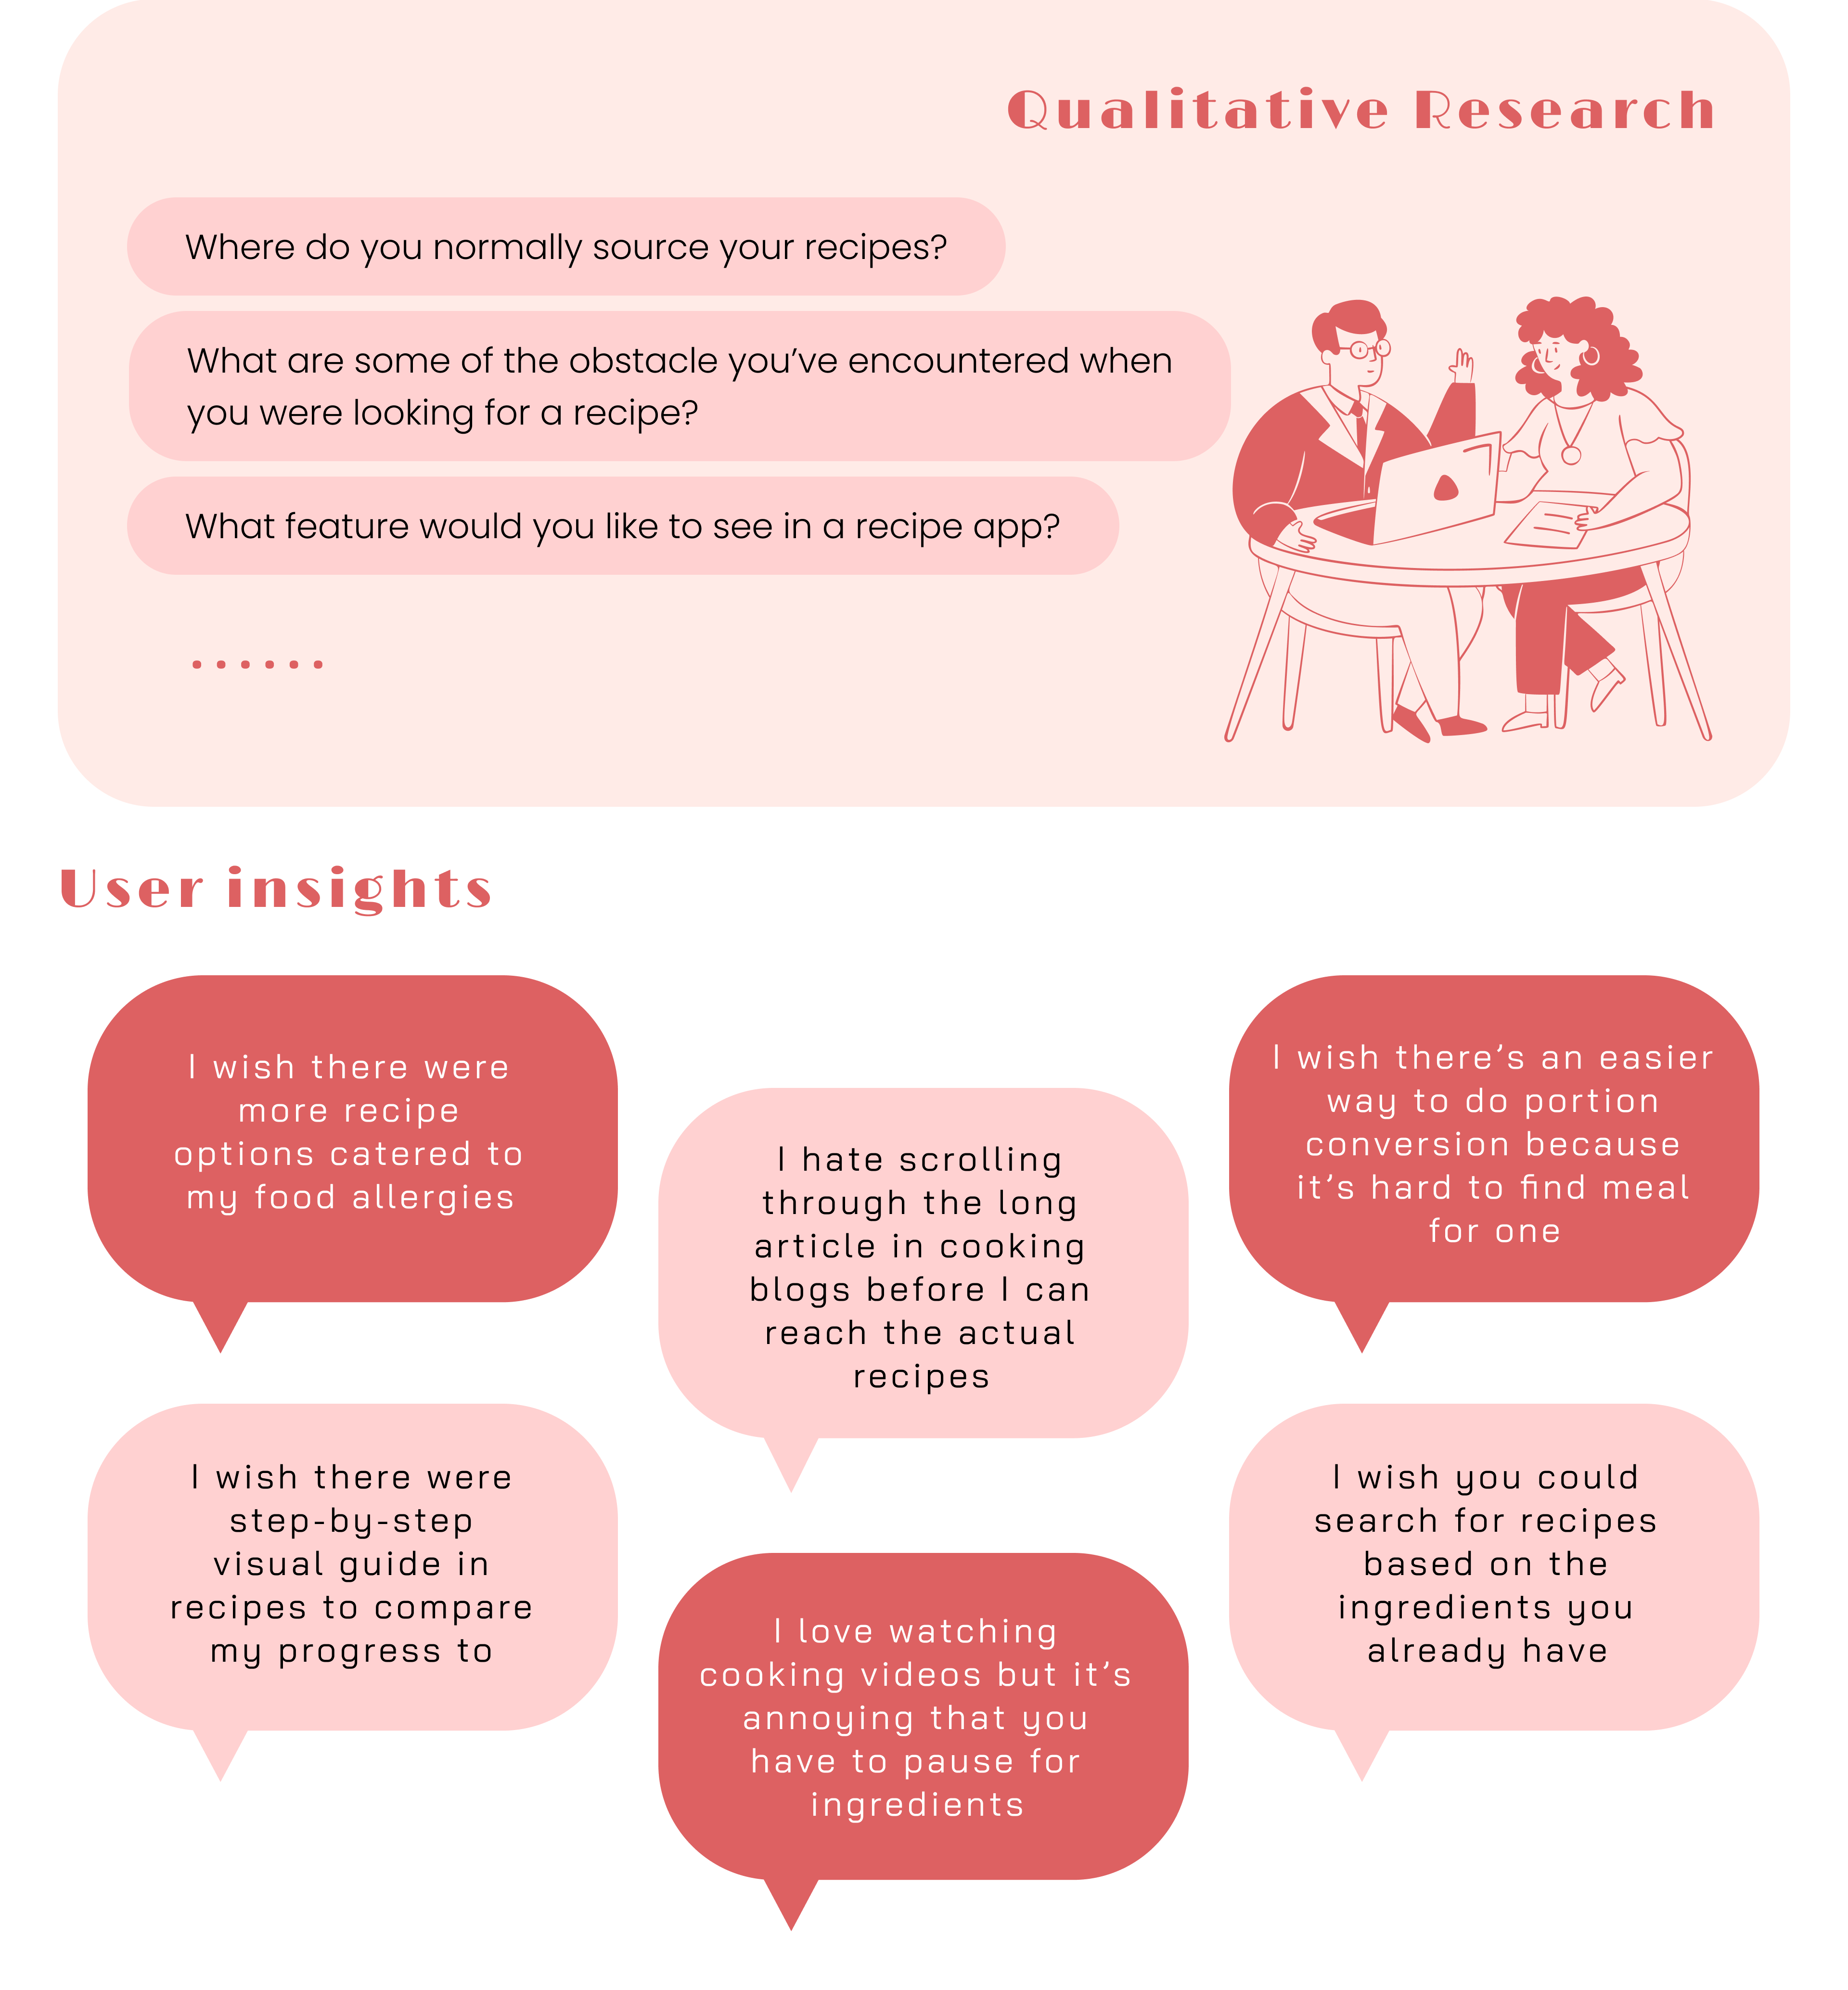 Qualitative Research
Where do you normally source your recipes?
What are some of the obstacle you’ve encountered when
you were looking for a recipe?
What feature would you like to see in a recipe app?
......
User insights
I wish there were
more recipe
options catered to
my food allergies
I hate scrolling
through the long
article in cooking
blogs before I can
reach the actual
recipes
I wish there’s an easier
way to do portion
conversion because
it’s hard to find meal
for one
I wish there were
step-by-step
visual guide in
recipes to compare
my progress to
I love watching
cooking videos but it’s
annoying that you
have to pause for
ingredients
I wish you could
search for recipes
based on the
ingredients you
already have